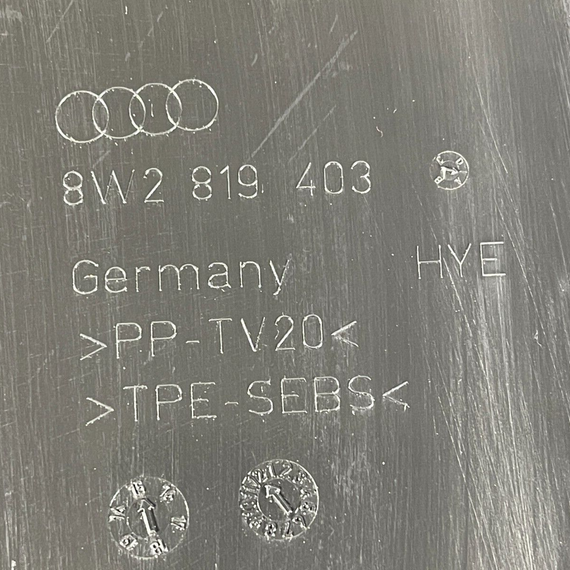 8W2 819 403
HYE
Germany
>PP-TV20<
>TPE-SEBS<